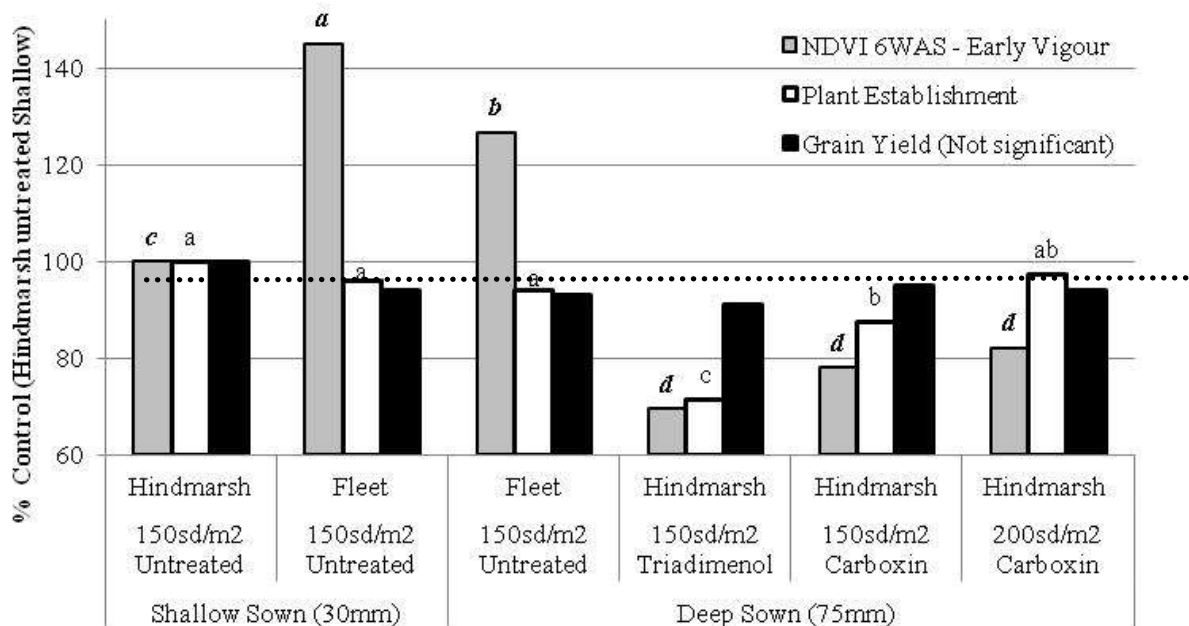 % Control (Hindmarsh untreated Shallow)
140
120
100
80
60
NDVI 6WAS - Early Vigour
Plant Establishment
Grain Yield (Not significant)
c
a
a
a
b
a
d
c
d
b
d
ab
Hindmarsh
Fleet
Fleet
Hindmarsh
Hindmarsh
Hindmarsh
150sd/m2
150sd/m2
150sd/m2
150sd/m2
150sd/m2
200sd/m2
Untreated
Untreated
Untreated
Triadimenol
Carboxin
Carboxin
Shallow Sown (30mm)
Deep Sown (75mm)